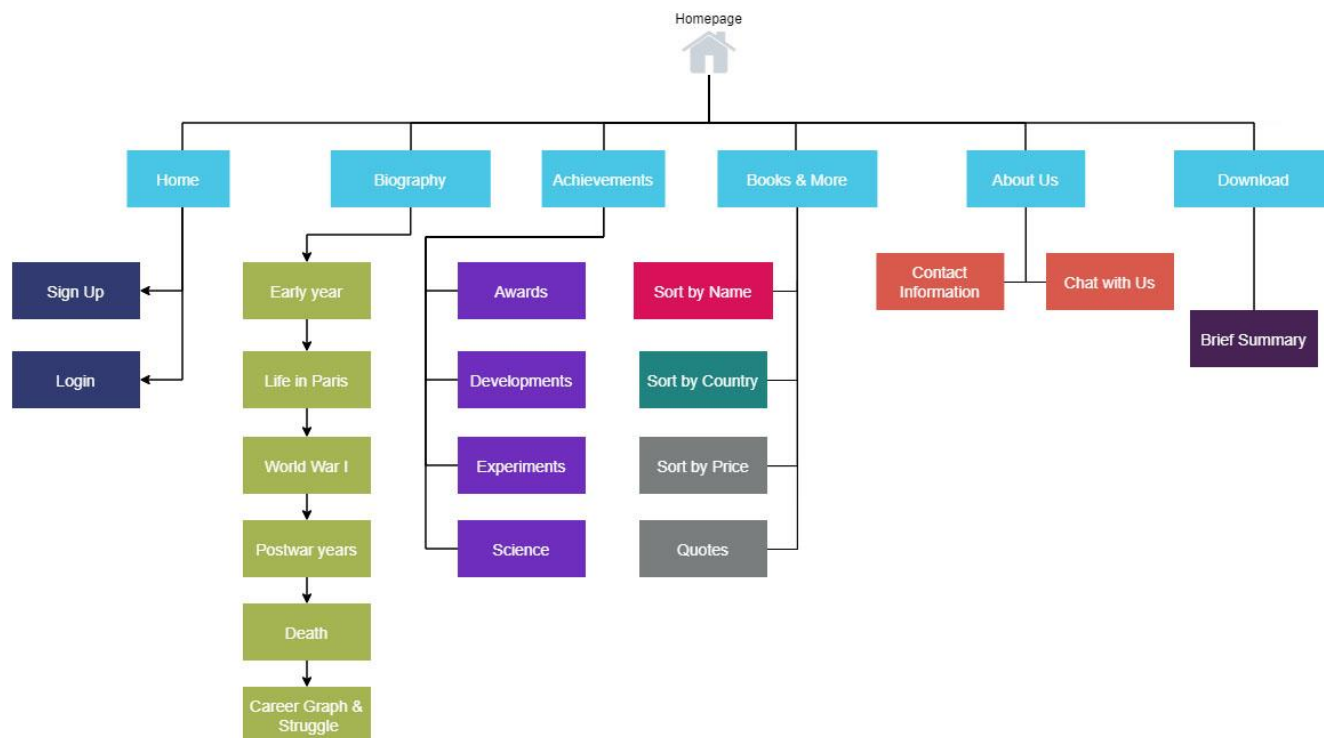 Homepage
Home
Biography
Achievements
Books & More
About Us
Download
Sign Up
Login
Early year
Life in Paris
World War I
Postwar years
Death
Career Graph &
Struggle
Awards
Developments
Experiments
Science
Sort by Name
Sort by Country
Sort by Price
Quotes
Contact
Information
Chat with Us
Brief Summary